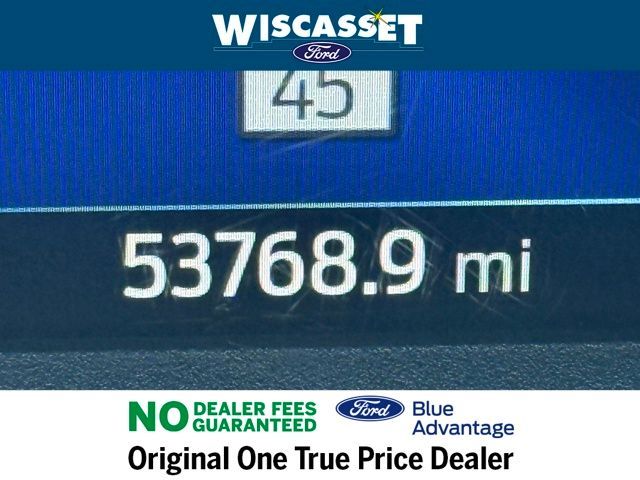 WISCASSET
Ford
45
53768.9 mi
NO DEALER FEES
GUARANTEED
Ford
Blue
Advantage
Original One True Price Dealer